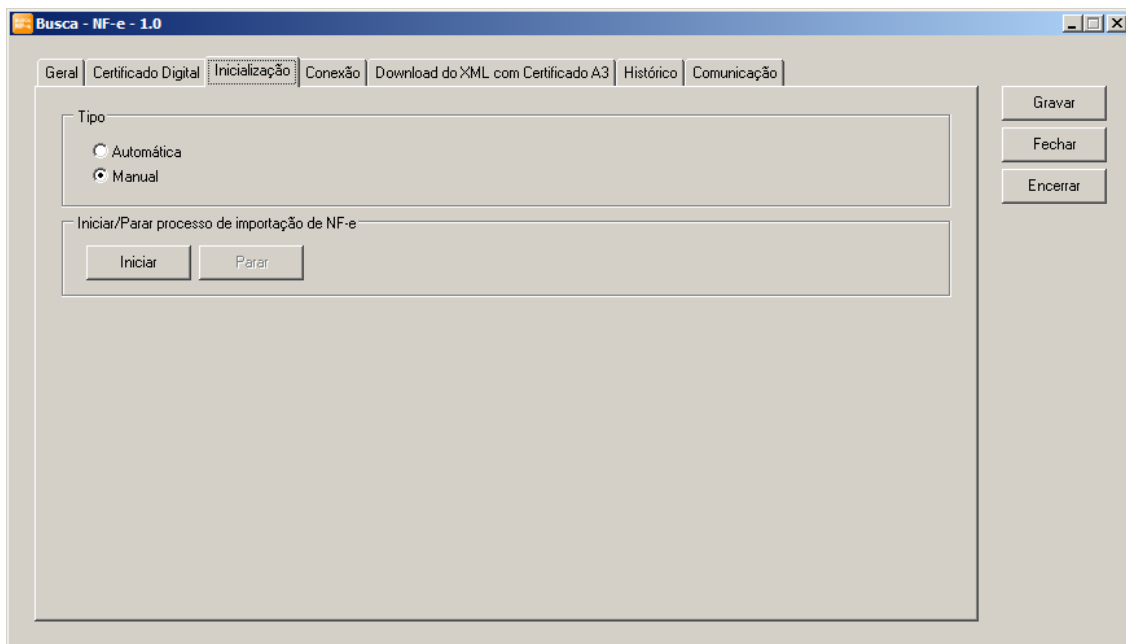 Busca - NF-e - 1.0
Geral Certificado Digital Inicialização Conexão Download do XML com Certificado A3 Histórico Comunicação
Gravar
Fechar
Encerrar
Tipo
Automática
Manual
Iniciar/Parar processo de importação de NF-e
Iniciar Parar